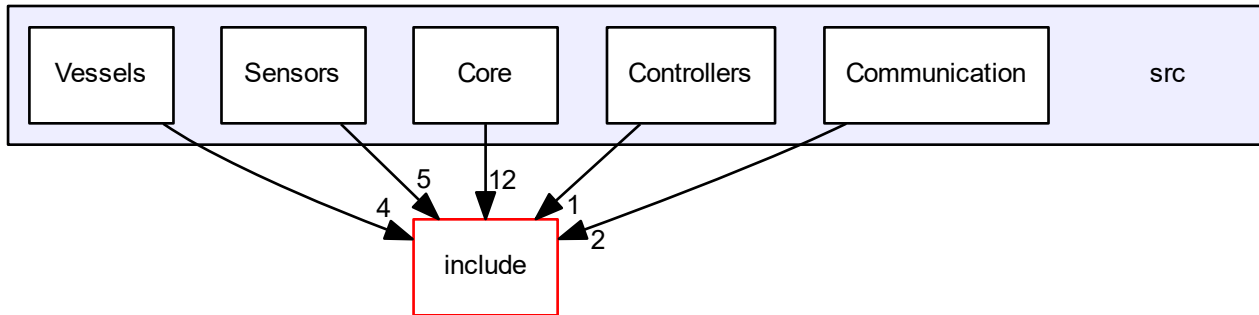 Vessels
Sensors
Core
Controllers
Communication
src
4
5
12
1
2
include